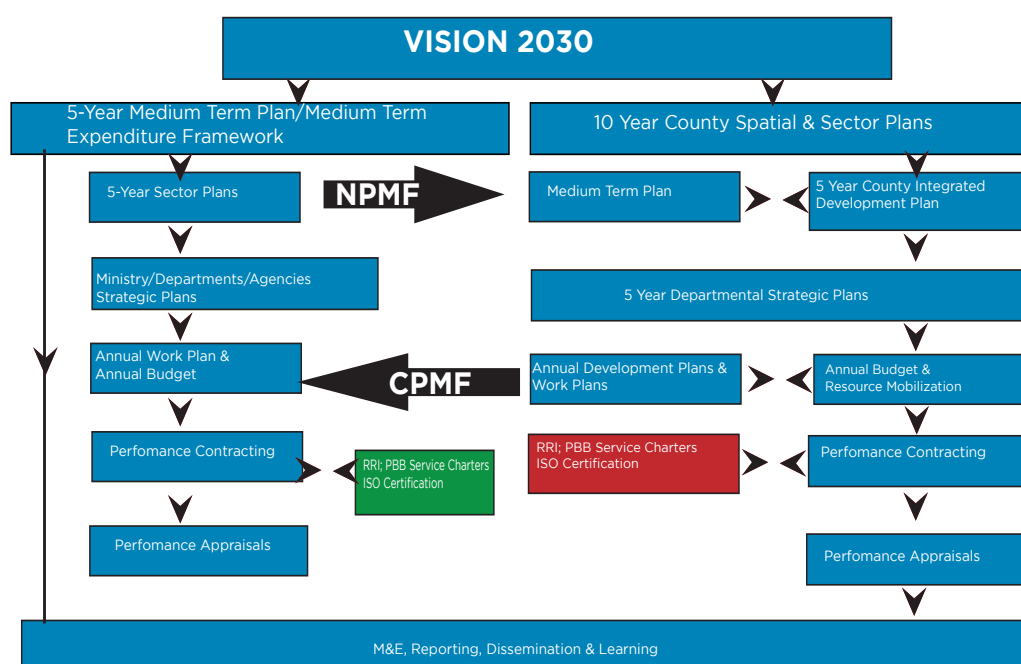 VISION 2030
5-Year Medium Term Plan/Medium Term
Expenditure Framework
10 Year County Spatial & Sector Plans
5-Year Sector Plans
NPMF
Medium Term Plan
5 Year County Integrated
Development Plan
Ministry/Departments/Agencies
Strategic Plans
5 Year Departmental Strategic Plans
Annual Work Plan &
Annual Budget
CPMF
Annual Development Plans &
Work Plans
Annual Budget &
Resource Mobilization
Perfomance Contracting
RRI; PBB Service Charters
ISO Certification
RRI; PBB Service Charters
ISO Certification
Perfomance Contracting
Perfomance Appraisals
Perfomance Appraisals
M&E, Reporting, Dissemination & Learning